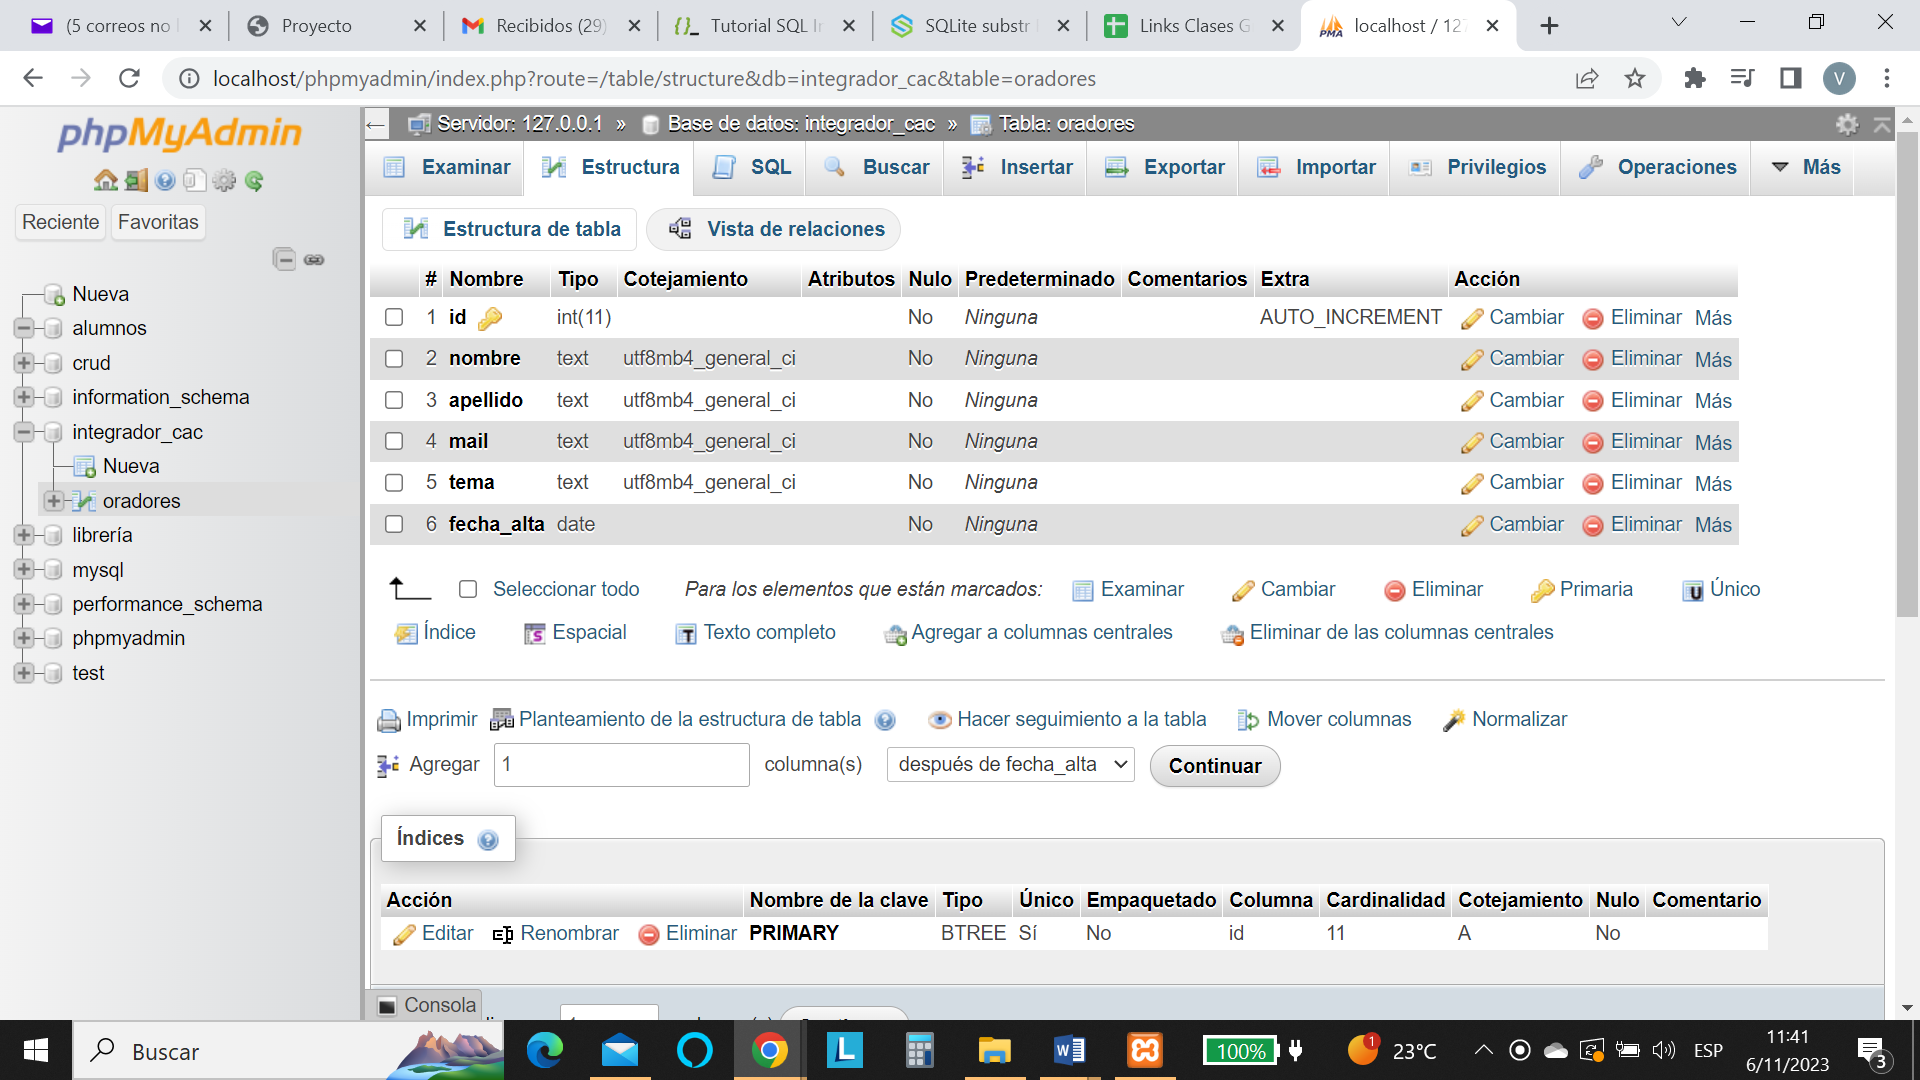 (5 correos no l
Proyecto
Recibidos (29)
Tutorial SQL In
SQLite substr
Links Clases G
localhost / 127
localhost/phpmyadmin/index.php?route=/table/structure&db=integrador_cac&table=oradores
V
phpMyAdmin
Reciente
Favoritas
Nueva
alumnos
crud
information_schema
integrador_cac
Nueva
oradores
librería
mysql
performance_schema
phpmyadmin
test
Servidor: 127.0.0.1 » Base de datos: integrador_cac » Tabla: oradores
Examinar Estructura SQL Buscar Insertar Exportar Importar Privilegios Operaciones Más
Estructura de tabla Vista de relaciones
# Nombre Tipo Cotejamiento Atributos Nulo Predeterminado Comentarios Extra Acción
1 id int(11) No Ninguna AUTO_INCREMENT Cambiar Eliminar Más
2 nombre text utf8mb4_general_ci No Ninguna Cambiar Eliminar Más
3 apellido text utf8mb4_general_ci No Ninguna Cambiar Eliminar Más
4 mail text utf8mb4_general_ci No Ninguna Cambiar Eliminar Más
5 tema text utf8mb4_general_ci No Ninguna Cambiar Eliminar Más
6 fecha_alta date No Ninguna Cambiar Eliminar Más
Seleccionar todo Para los elementos que están marcados: Examinar Cambiar Eliminar Primaria Único
Índice Espacial Texto completo Agregar a columnas centrales Eliminar de las columnas centrales
Imprimir Planteamiento de la estructura de tabla Hacer seguimiento a la tabla Mover columnas Normalizar
Agregar 1 columna(s) después de fecha_alta Continuar
Índices
Acción Nombre de la clave Tipo Único Empaquetado Columna Cardinalidad Cotejamiento Nulo Comentario
Editar Renombrar Eliminar PRIMARY BTREE Sí No id 11 A No
Consola
Buscar
100%
1
23°C
ESP
11:41
6/11/2023
3